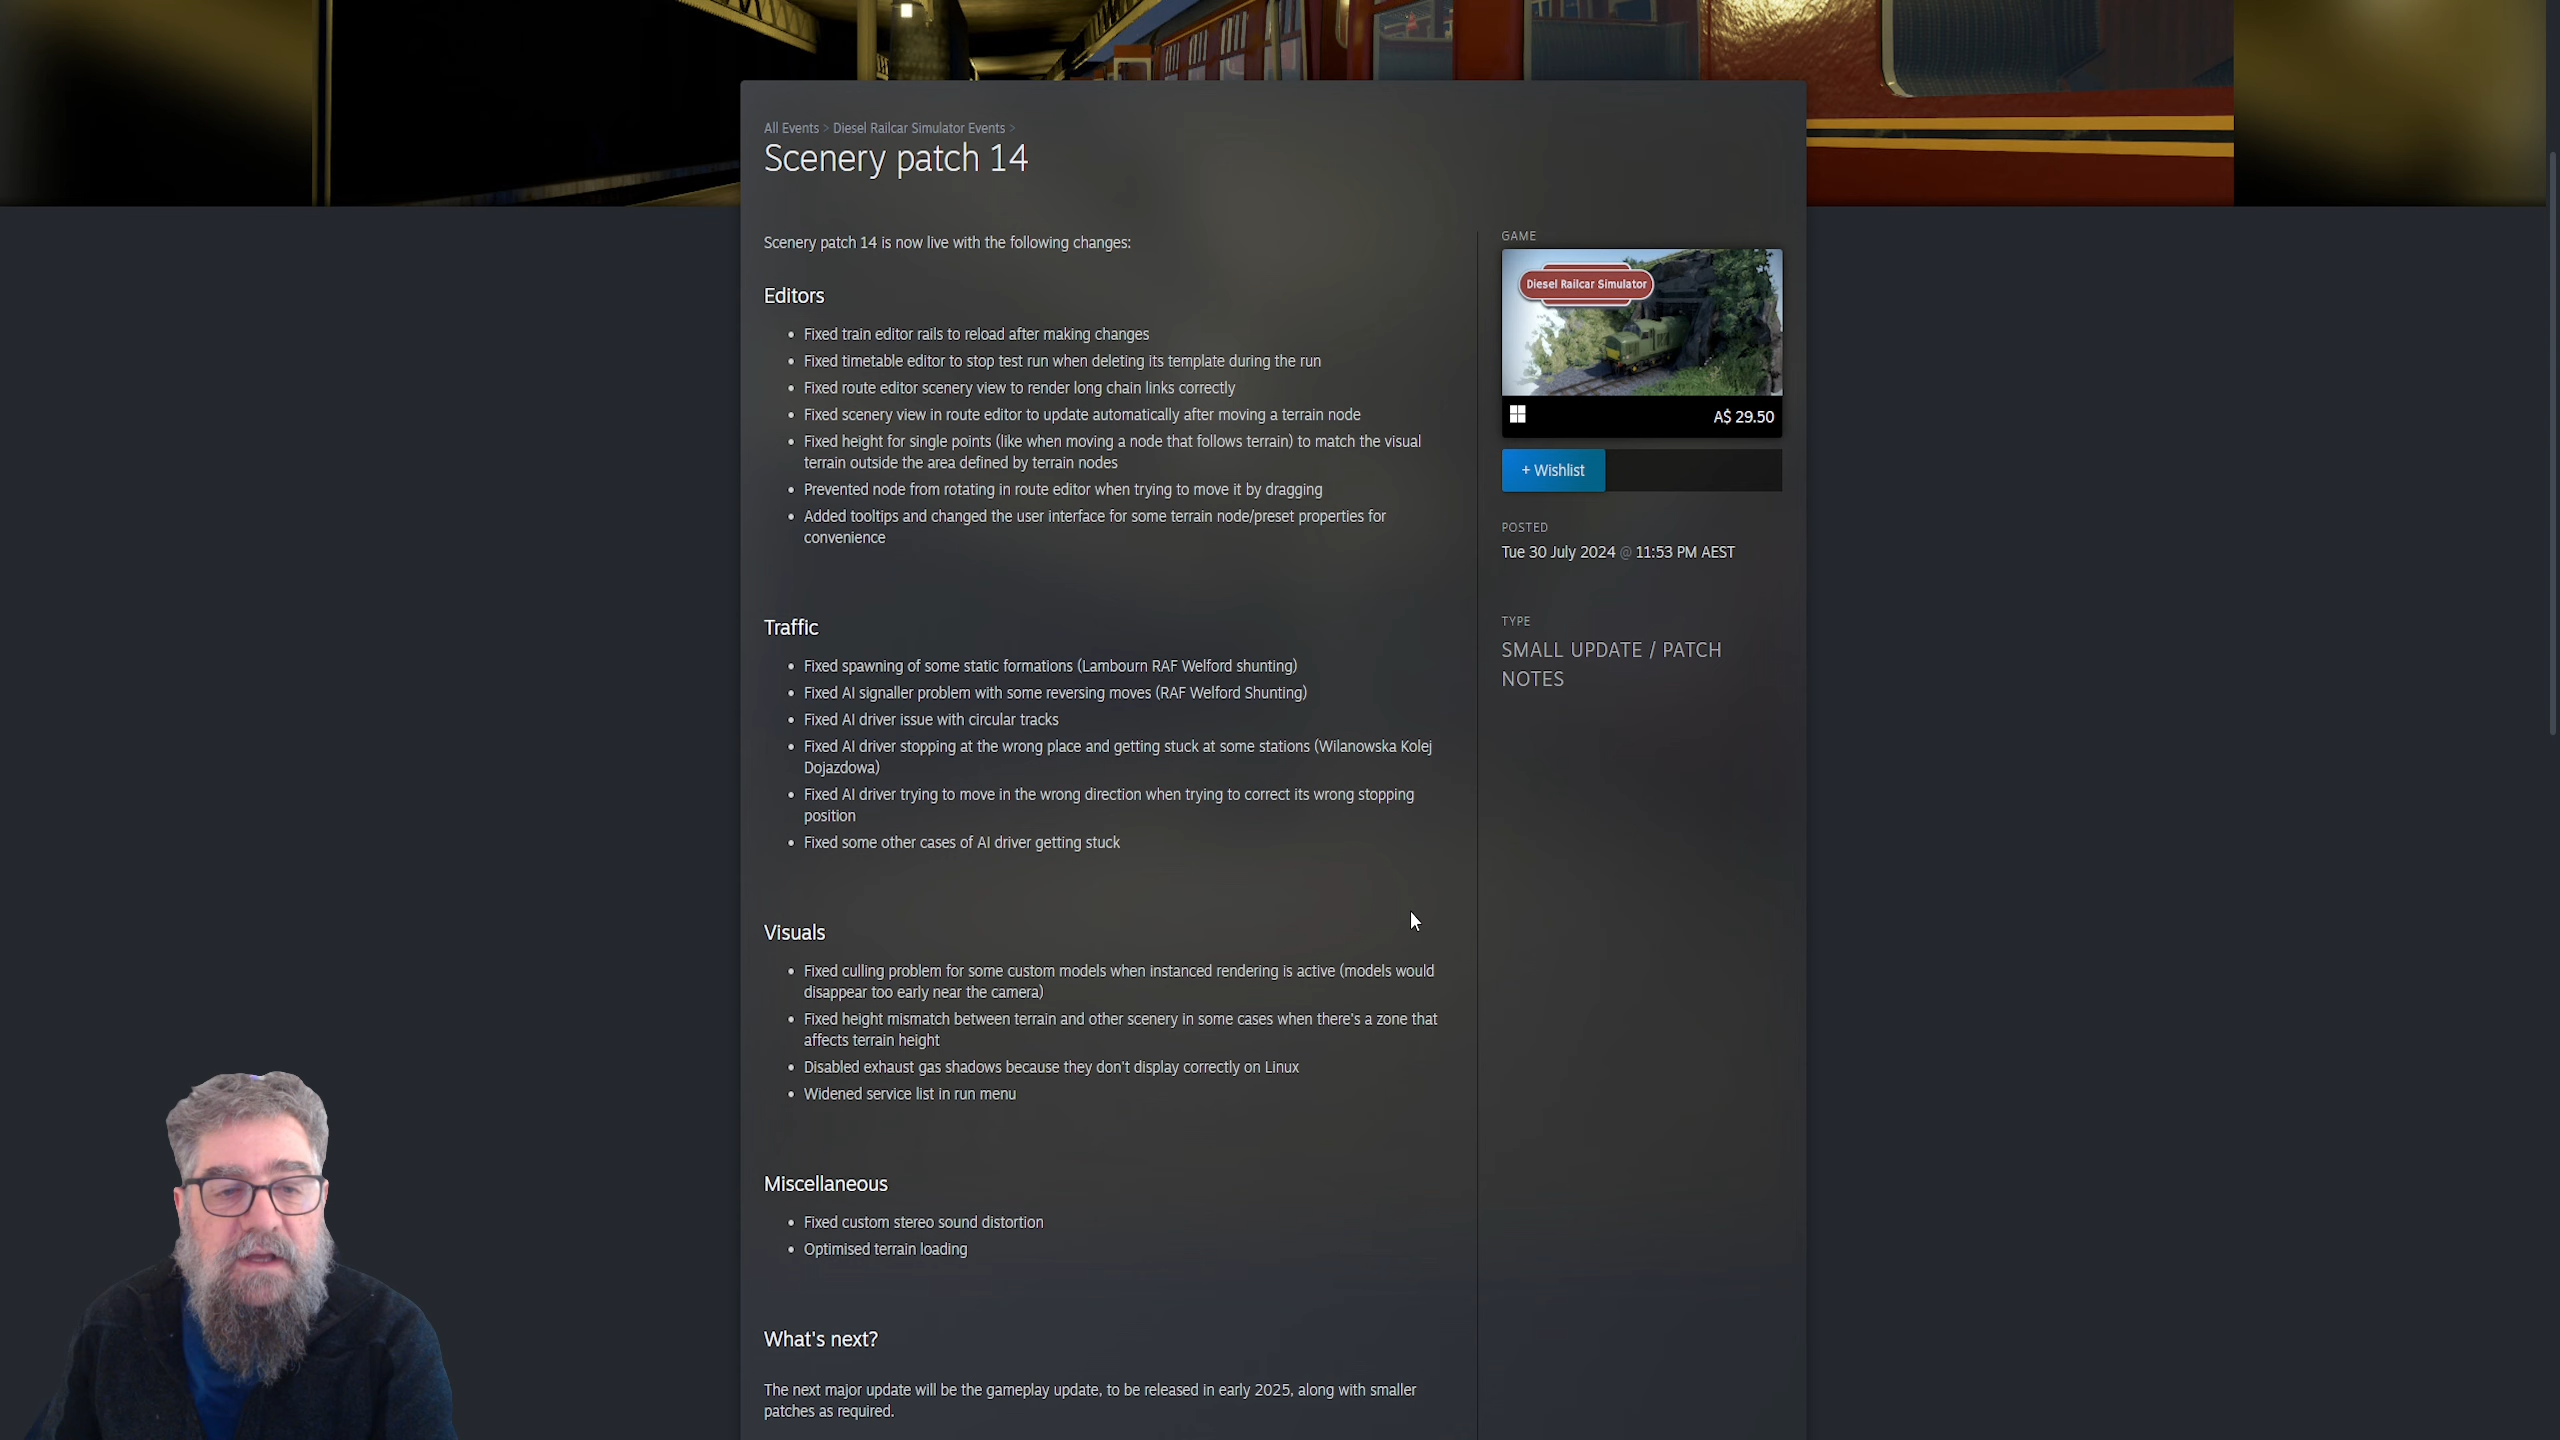 All Events > Diesel Railcar Simulator Events >
Scenery patch 14
Scenery patch 14 is now live with the following changes:
Editors
Fixed train editor rails to reload after making changes
Fixed timetable editor to stop test run when deleting its template during the run
Fixed route editor scenery view to render long chain links correctly
Fixed scenery view in route editor to update automatically after moving a terrain node
Fixed height for single points (like when moving a node that follows terrain) to match the visual
terrain outside the area defined by terrain nodes
Prevented node from rotating in route editor when trying to move it by dragging
Added tooltips and changed the user interface for some terrain node/preset properties for
convenience
Traffic
Fixed spawning of some static formations (Lambourn RAF Welford shunting)
Fixed AI signaller problem with some reversing moves (RAF Welford Shunting)
Fixed AI driver issue with circular tracks
Fixed AI driver stopping at the wrong place and getting stuck at some stations (Wilanowska Kolej
Dojazdowa)
Fixed AI driver trying to move in the wrong direction when trying to correct its wrong stopping
position
Fixed some other cases of AI driver getting stuck
Visuals
Fixed culling problem for some custom models when instanced rendering is active (models would
disappear too early near the camera)
Fixed height mismatch between terrain and other scenery in some cases when there's a zone that
affects terrain height
Disabled exhaust gas shadows because they don't display correctly on Linux
Widened service list in run menu
Miscellaneous
Fixed custom stereo sound distortion
Optimised terrain loading
What's next?
The next major update will be the gameplay update, to be released in early 2025, along with smaller
patches as required.
GAME
Diesel Railcar Simulator
A$ 29.50
+ Wishlist
POSTED
Tue 30 July 2024 @ 11:53 PM AEST
TYPE
SMALL UPDATE / PATCH
NOTES